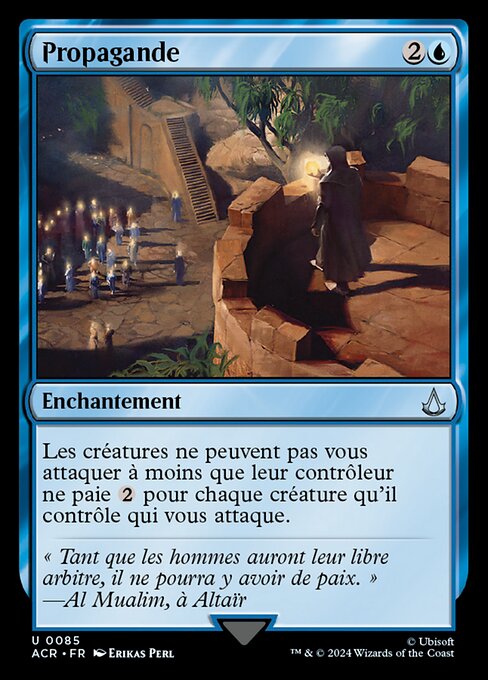 Propagande 2
Enchantement
Les créatures ne peuvent pas vous
attaquer à moins que leur contrôleur
ne paie 2 pour chaque créature qu'il
contrôle qui vous attaque.
« Tant que les hommes auront leur libre
arbitre, il ne pourra y avoir de paix. »
—Al Mualim, à Altaïr
U 0085
ACR • FR Erikas Perl
© Ubisoft
™ & © 2024 Wizards of the Coast